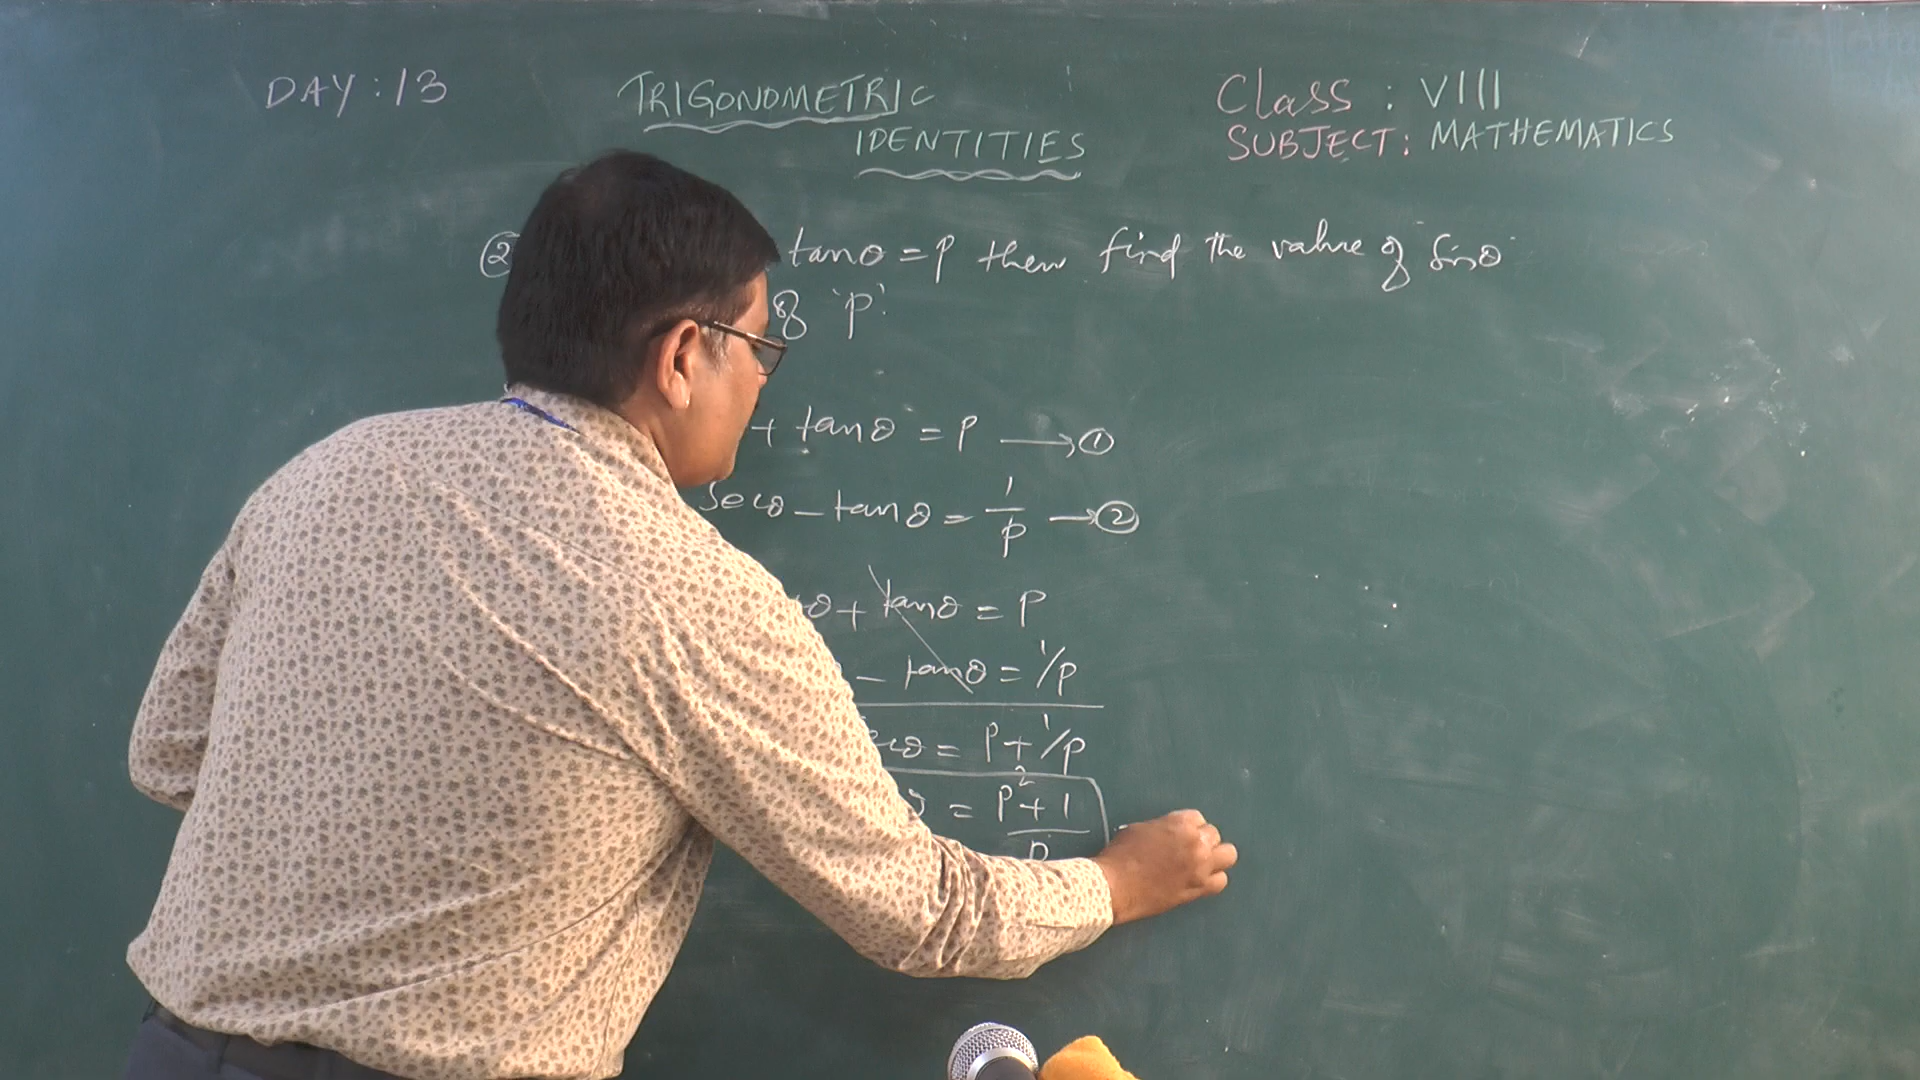 DAY : 13
TRIGONOMETRIC
IDENTITIES
Class : VIII
SUBJECT : MATHEMATICS
② tanθ = P then find the value of Sinθ
of 'P'.
+ tanθ = P ⟶ ①
Secθ - tanθ = 1/P ⟶ ②
θ + tanθ = P
- tanθ = 1/P
ecθ = P + 1/P
= P² + 1 / P